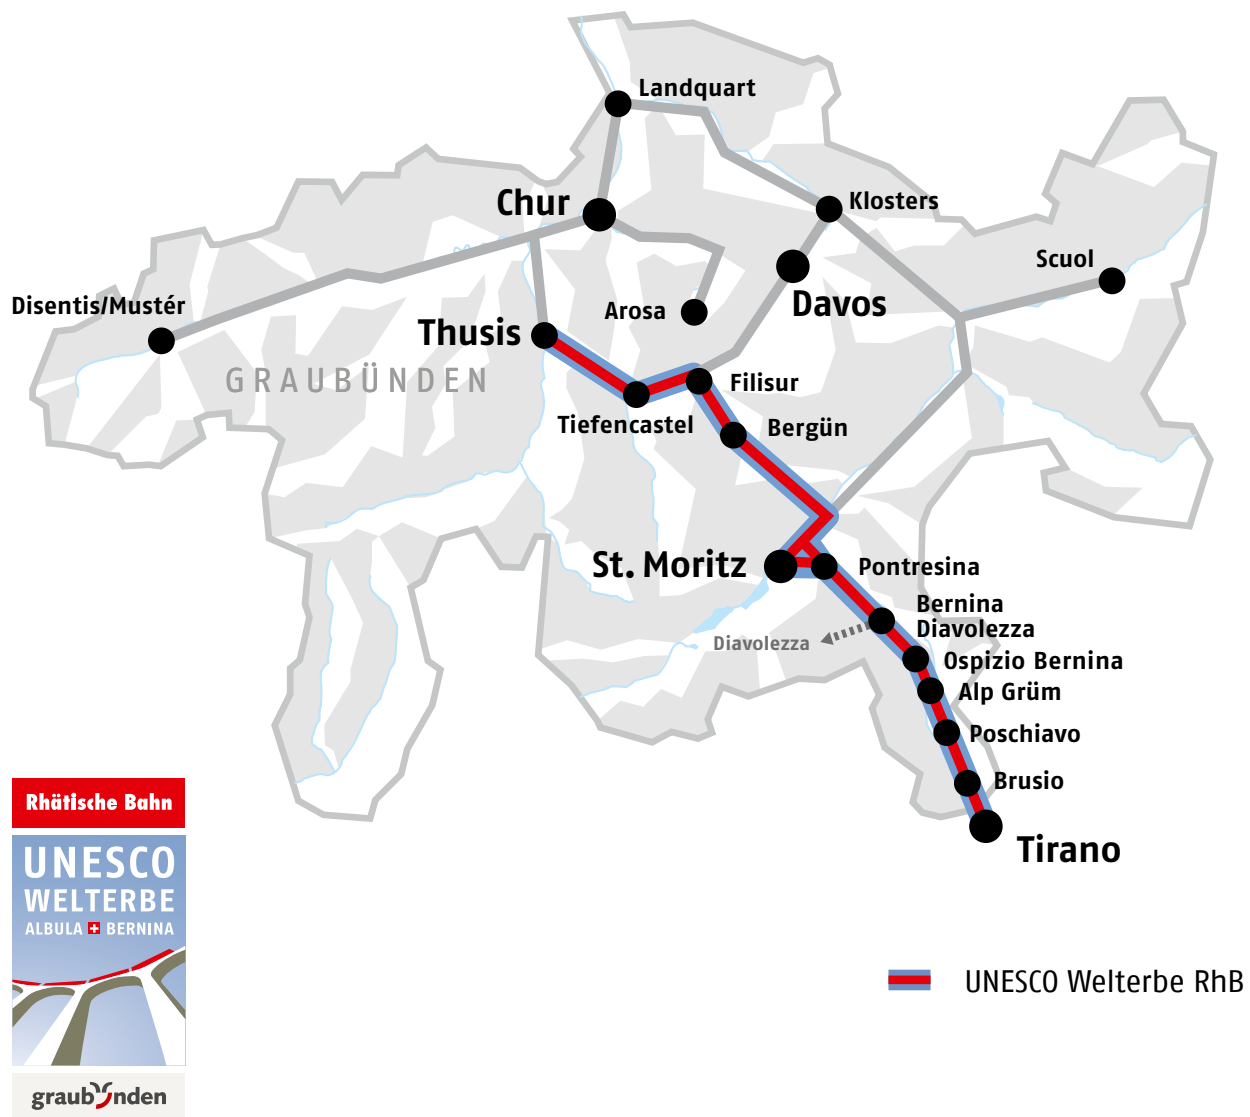 Landquart
Chur
Klosters
Scuol
Disentis/Mustér
Arosa
Davos
Thusis
GRAUBÜNDEN
Filisur
Tiefencastel
Bergün
St. Moritz
Pontresina
Bernina
Diavolezza
Diavolezza
Ospizio Bernina
Alp Grüm
Poschiavo
Brusio
Tirano
Rhätische Bahn
UNESCO
WELTERBE
ALBULA BERNINA
graubünden
UNESCO Welterbe RhB